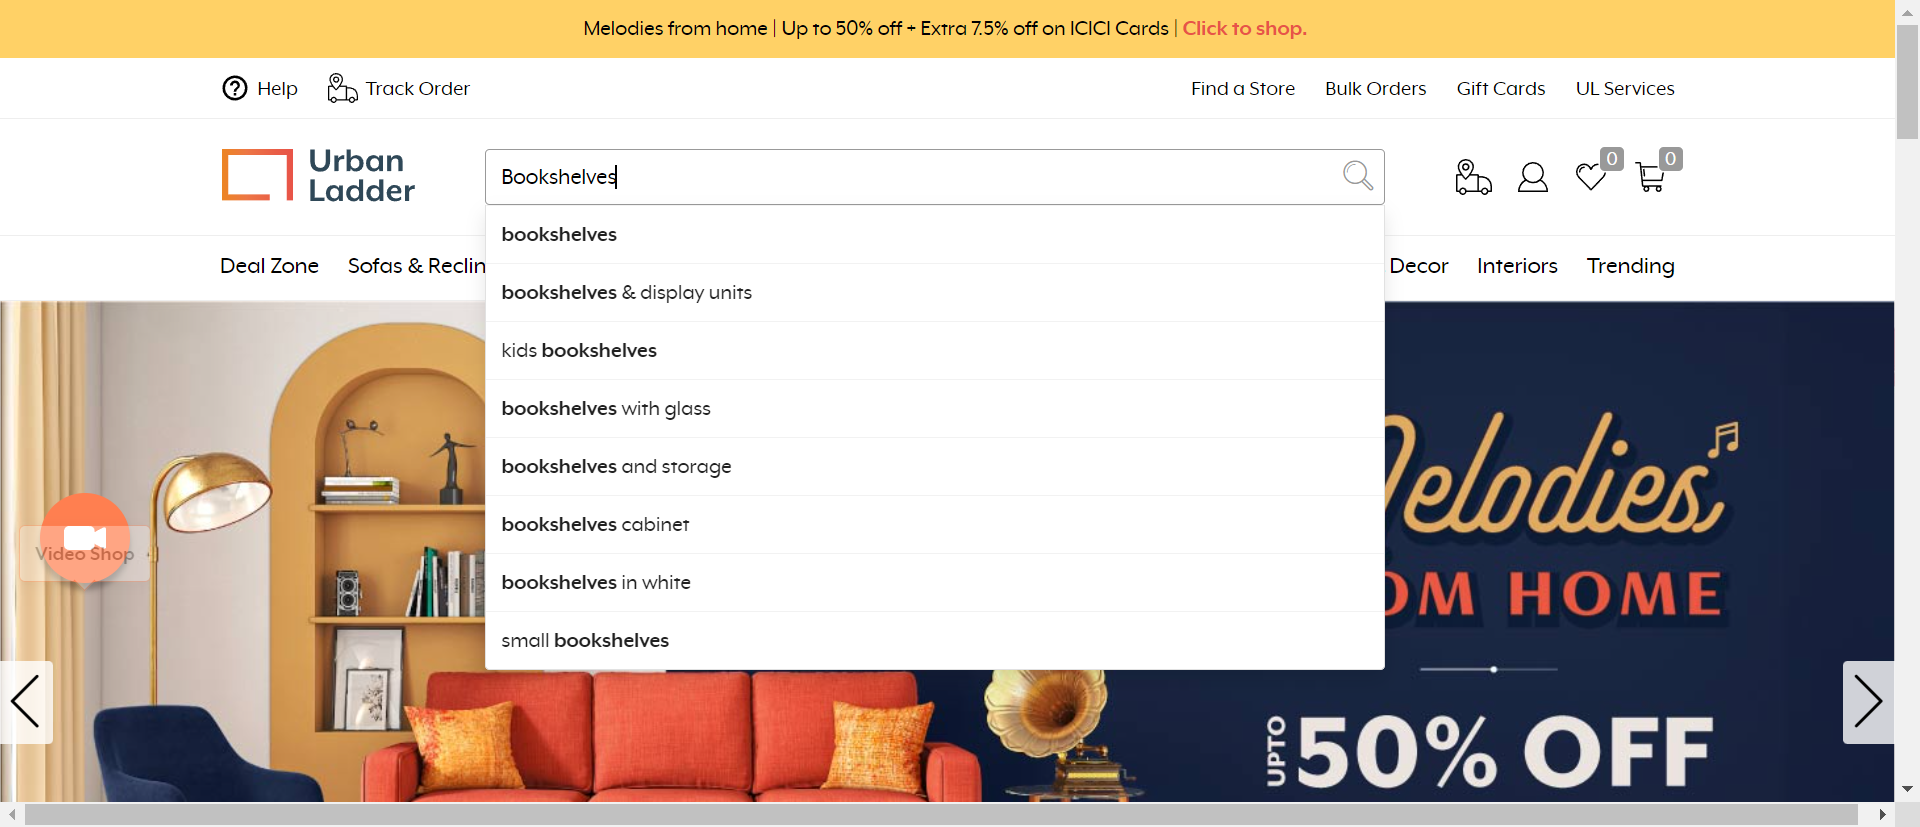 Melodies from home | Up to 50% off + Extra 7.5% off on ICICI Cards | Click to shop.
Help
Track Order
Find a Store
Bulk Orders
Gift Cards
UL Services
Urban
Ladder
Bookshelves
0
0
Deal Zone
Sofas & Reclin
Decor
Interiors
Trending
bookshelves
bookshelves & display units
kids bookshelves
bookshelves with glass
bookshelves and storage
bookshelves cabinet
bookshelves in white
small bookshelves
Video Shop
Melodies
OM HOME
UPTO
50% OFF